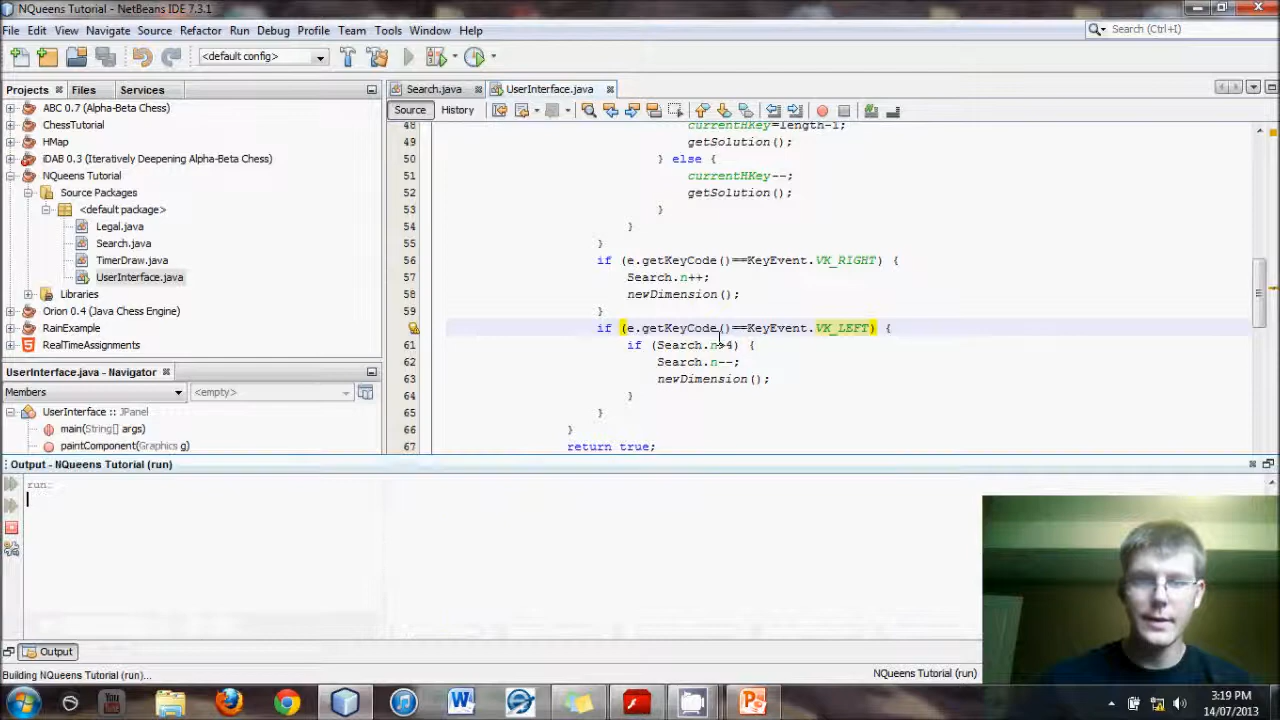 NQueens Tutorial - NetBeans IDE 7.3.1
File Edit View Navigate Source Refactor Run Debug Profile Team Tools Window Help
Search (Ctrl+I)
<default config>
Projects Files Services
Search.java UserInterface.java
Source History
ABC 0.7 (Alpha-Beta Chess)
ChessTutorial
HMap
iDAB 0.3 (Iteratively Deepening Alpha-Beta Chess)
NQueens Tutorial
Source Packages
<default package>
Legal.java
Search.java
TimerDraw.java
UserInterface.java
Libraries
Orion 0.4 (Java Chess Engine)
RainExample
RealTimeAssignments
UserInterface.java - Navigator
Members <empty>
UserInterface :: JPanel
main(String[] args)
paintComponent(Graphics g)
48 currentHKey=length-1;
49 getSolution();
50 } else {
51 currentHKey--;
52 getSolution();
53 }
54 }
55 }
56 if (e.getKeyCode()==KeyEvent.VK_RIGHT) {
57 Search.n++;
58 newDimension();
59 }
if (e.getKeyCode()==KeyEvent.VK_LEFT) {
61 if (Search.n>4) {
62 Search.n--;
63 newDimension();
64 }
65 }
66 }
67 return true;
Output - NQueens Tutorial (run)
run:
Output
Building NQueens Tutorial (run)...
NQueens Tutorial (run)
You
3:19 PM
14/07/2013